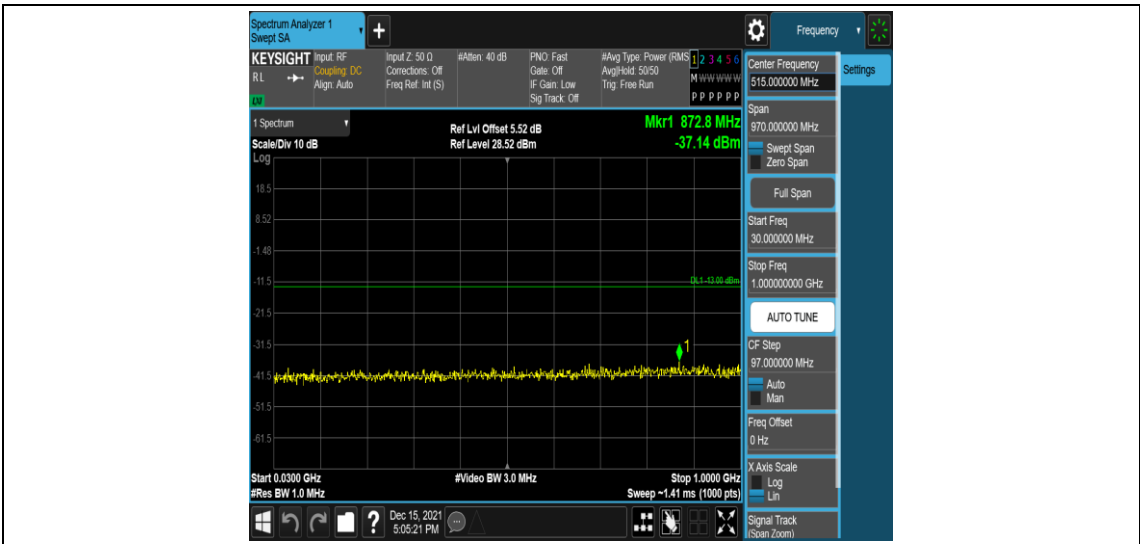 Spectrum Analyzer 1
Swept SA
+
Frequency
KEYSIGHT
RL
LXI
Input: RF
Coupling: DC
Align: Auto
Input Z: 50 Ω
Corrections: Off
Freq Ref: Int (S)
#Atten: 40 dB
PNO: Fast
Gate: Off
IF Gain: Low
Sig Track: Off
#Avg Type: Power (RMS
Avg|Hold: 50/50
Trig: Free Run
1 2 3 4 5 6
M W W W W W
P P P P P P
Center Frequency
515.000000 MHz
Settings
1 Spectrum
Scale/Div 10 dB
Log
Ref Lvl Offset 5.52 dB
Ref Level 28.52 dBm
Mkr1 872.8 MHz
-37.14 dBm
Span
970.000000 MHz
Swept Span
Zero Span
Full Span
Start Freq
30.000000 MHz
Stop Freq
1.000000000 GHz
AUTO TUNE
CF Step
97.000000 MHz
Auto
Man
Freq Offset
0 Hz
X Axis Scale
Log
Lin
Signal Track
(Span Zoom)
18.5
8.52
-1.48
-11.5
DL1 -13.00 dBm
-21.5
-31.5
1
-41.5
-51.5
-61.5
Start 0.0300 GHz
#Res BW 1.0 MHz
#Video BW 3.0 MHz
Stop 1.0000 GHz
Sweep ~1.41 ms (1000 pts)
?
Dec 15, 2021
5:05:21 PM